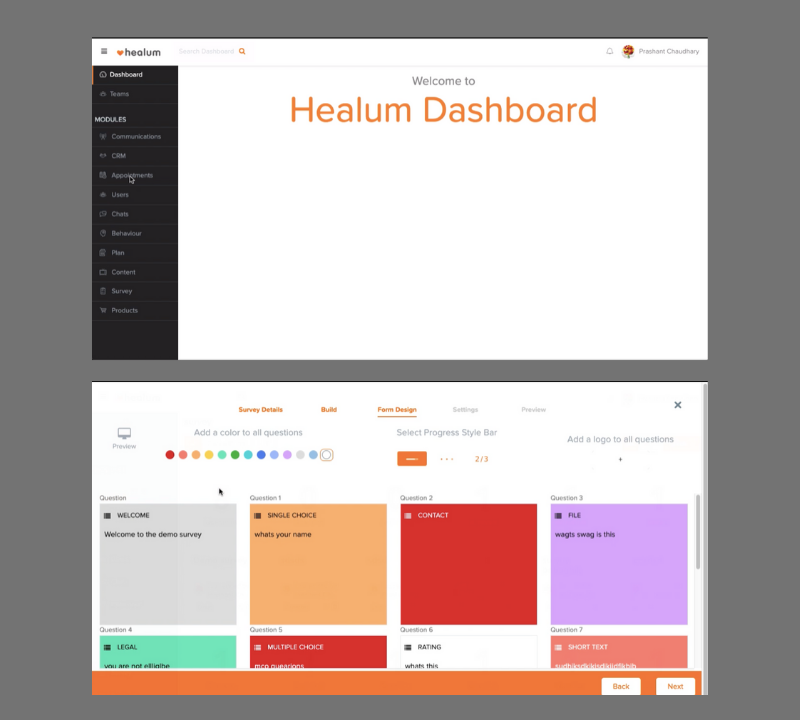 healum
Search Dashboard
Prashant Chaudhary
Dashboard
Teams
MODULES
Communications
CRM
Appointments
Users
Chats
Behaviour
Plan
Content
Survey
Products
Welcome to
Healum Dashboard
Survey Details
Build
Form Design
Settings
Preview
Preview
Add a color to all questions
Select Progress Style Bar
2/3
Add a logo to all questions
+
Question
WELCOME
Welcome to the demo survey
Question 1
SINGLE CHOICE
whats your name
Question 2
CONTACT
Question 3
FILE
wagts swag is this
Question 4
LEGAL
you are not elligibe
Question 5
MULTIPLE CHOICE
mcq quearions
Question 6
RATING
whats this
Question 7
SHORT TEXT
Back
Next